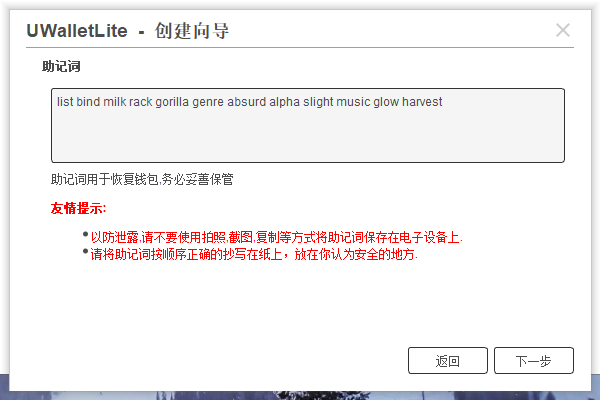 UWalletLite - 创建向导
助记词
list bind milk rack gorilla genre absurd alpha slight music glow harvest
助记词用于恢复钱包,务必妥善保管
友情提示:
以防泄露,请不要使用拍照,截图,复制等方式将助记词保存在电子设备上.
请将助记词按顺序正确的抄写在纸上，放在你认为安全的地方.
返回 下一步